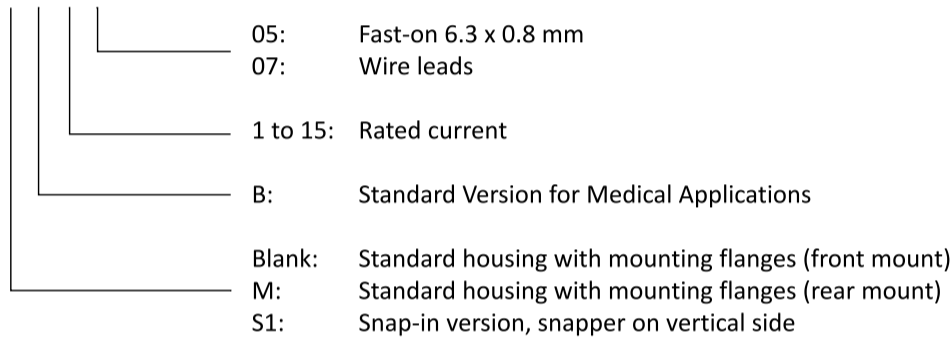 05: Fast-on 6.3 x 0.8 mm
07: Wire leads
1 to 15: Rated current
B: Standard Version for Medical Applications
Blank: Standard housing with mounting flanges (front mount)
M: Standard housing with mounting flanges (rear mount)
S1: Snap-in version, snapper on vertical side